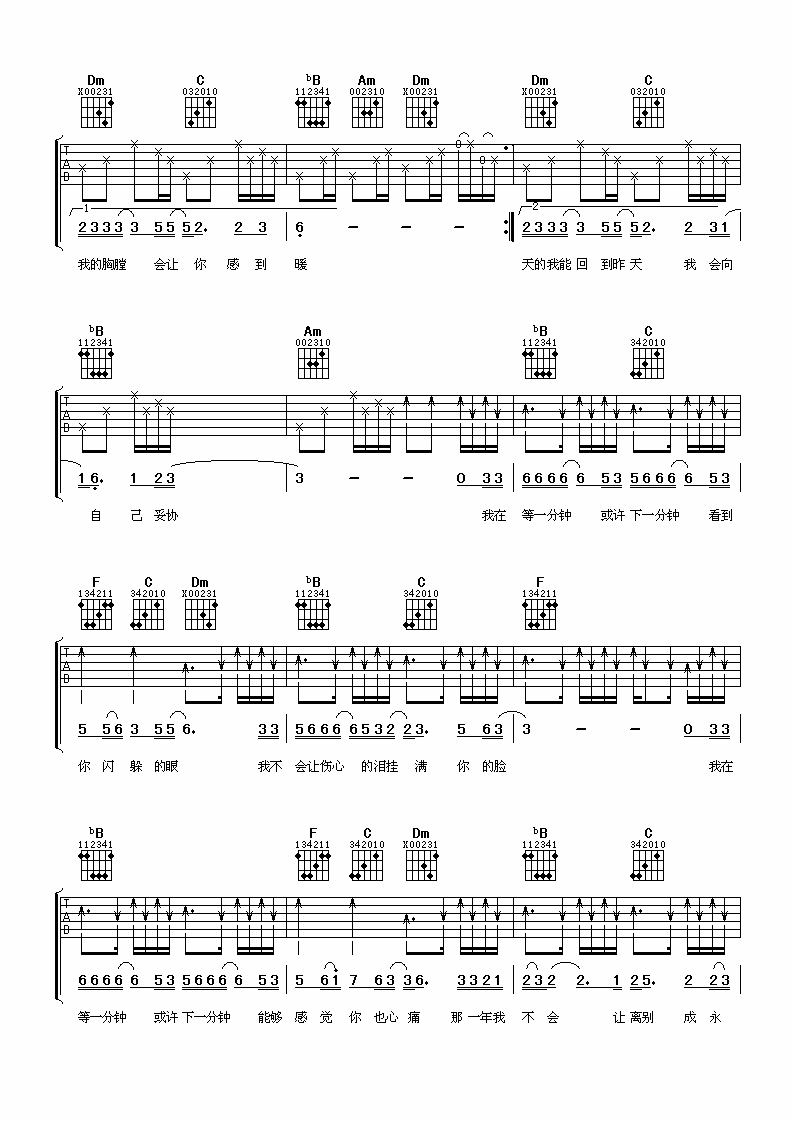 Dm C ♭B Am Dm Dm C
X00231 032010 112341 002310 X00231 X00231 032010
T A B
1 2
2333 3 55 52. 2 3 6 - - - 2333 3 55 52. 2 31
我的胸膛 会让 你 感 到 暖 天的我能 回 到昨 天 我 会向
♭B Am ♭B C
112341 002310 112341 342010
T A B
16. 1 23 3 - - 0 33 6666 6 53 5666 6 53
自 己 妥协 我在 等一分钟 或许 下一分钟 看到
F C Dm ♭B C F
134211 342010 X00231 112341 342010 134211
T A B
5 56 3 55 6. 33 5666 6532 23. 5 63 3 - - 0 33
你 闪 躲 的眼 我不 会让伤心 的泪挂 满 你 的脸 我在
♭B F C Dm ♭B C
112341 134211 342010 X00231 112341 342010
T A B
6666 6 53 5666 6 53 5 61 7 63 36. 3321 232 2. 1 25. 2 23
等一分钟 或许 下一分钟 能够 感 觉 你 也心 痛 那 一年我 不 会 让 离别 成 永